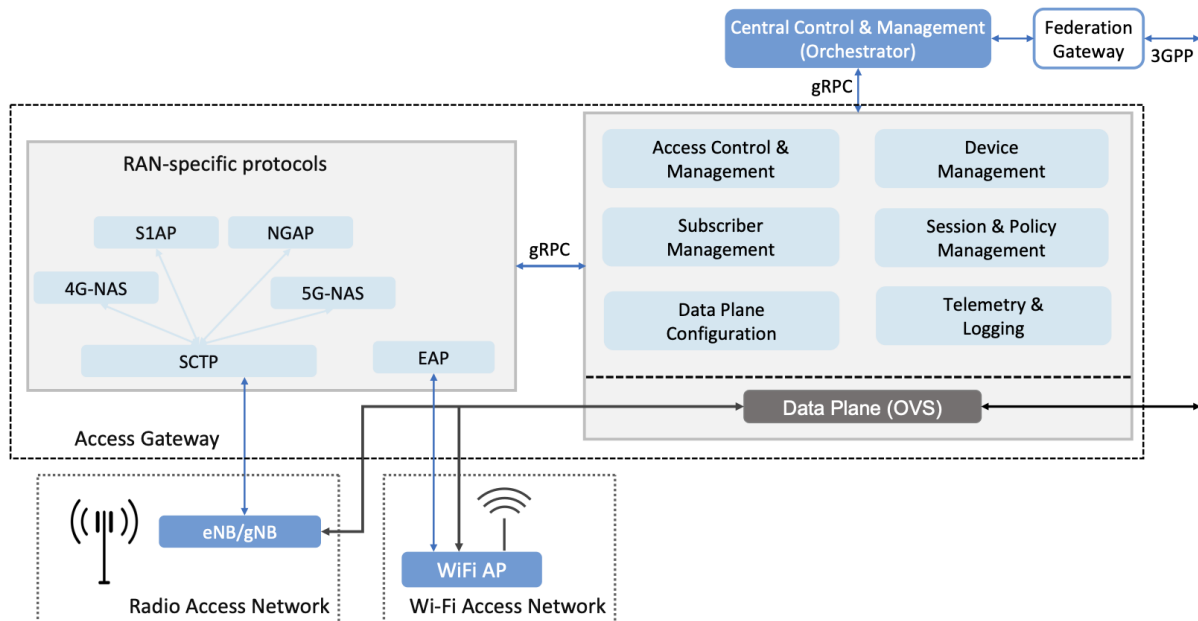 Central Control & Management
(Orchestrator)
Federation
Gateway
3GPP
gRPC
RAN-specific protocols
S1AP
NGAP
4G-NAS
5G-NAS
SCTP
EAP
gRPC
Access Control &
Management
Device
Management
Subscriber
Management
Session & Policy
Management
Data Plane
Configuration
Telemetry &
Logging
Data Plane (OVS)
Access Gateway
eNB/gNB
Radio Access Network
WiFi AP
Wi-Fi Access Network